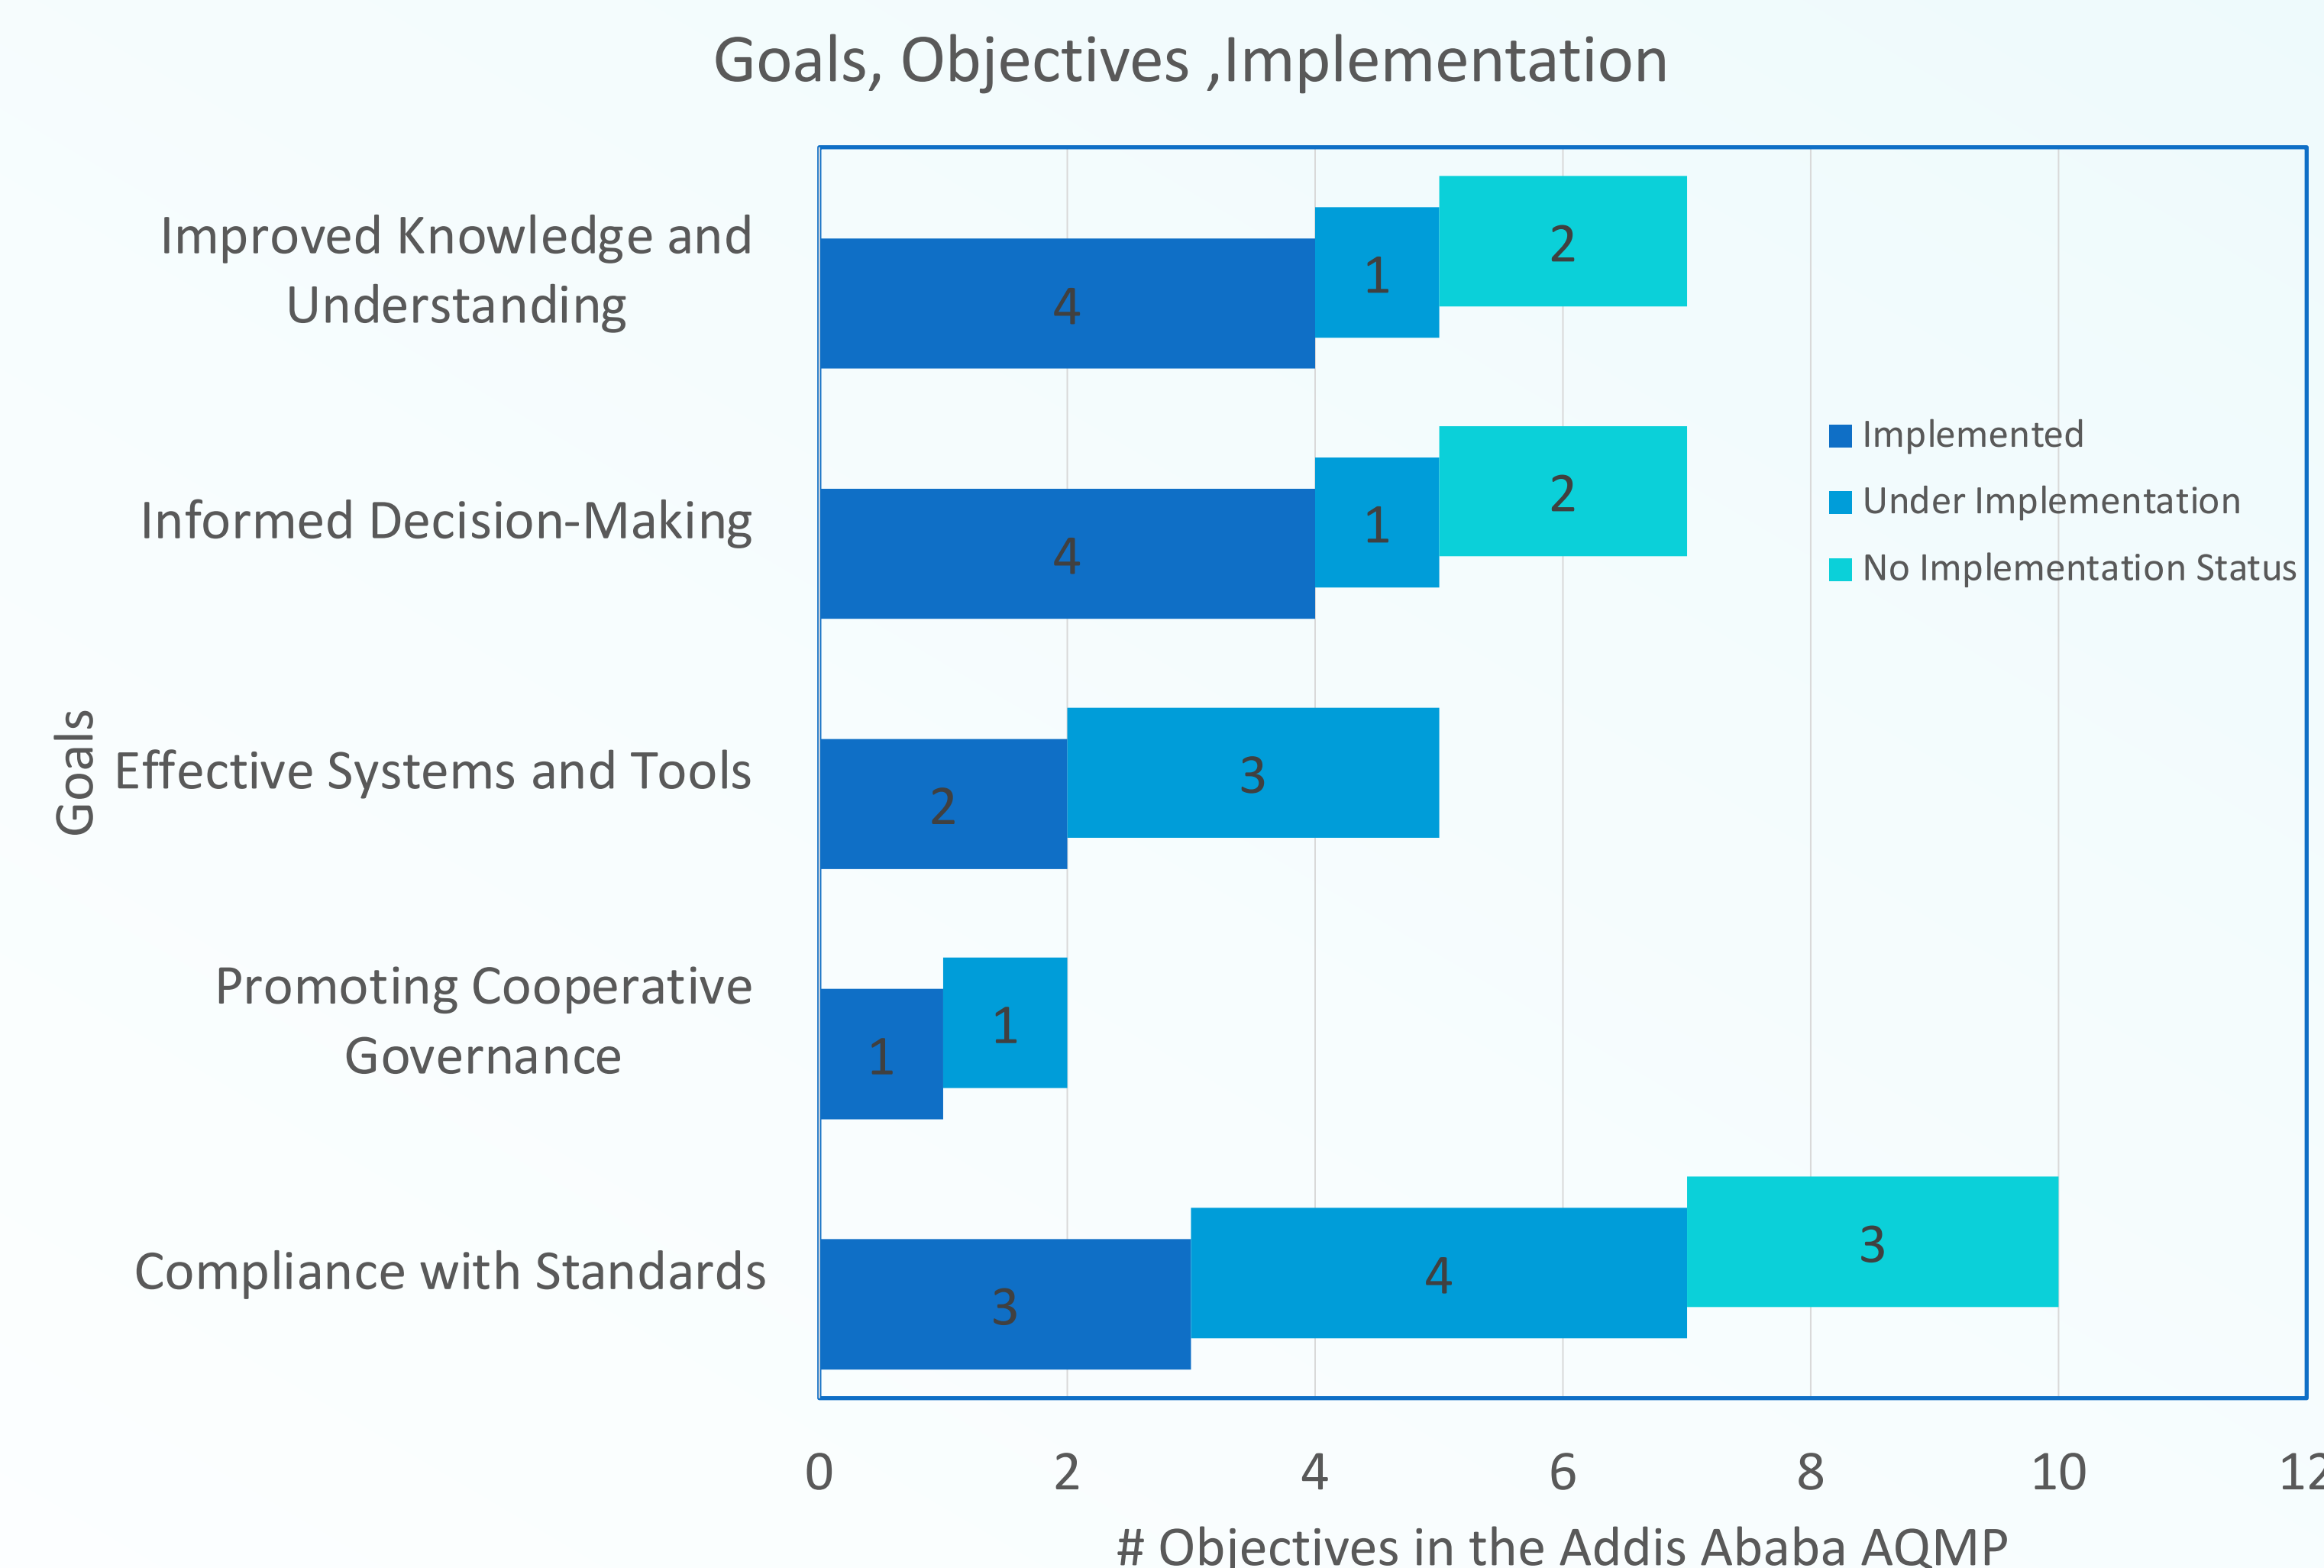 Goals, Objectives ,Implementation
Improved Knowledge and
Understanding
4
1
2
Informed Decision-Making
4
1
2
Implemented
Under Implementation
No Implementation Status
Goals
Effective Systems and Tools
2
3
Promoting Cooperative
Governance
1
1
Compliance with Standards
3
4
3
0 2 4 6 8 10 12
# Objectives in the Addis Ababa AQMP